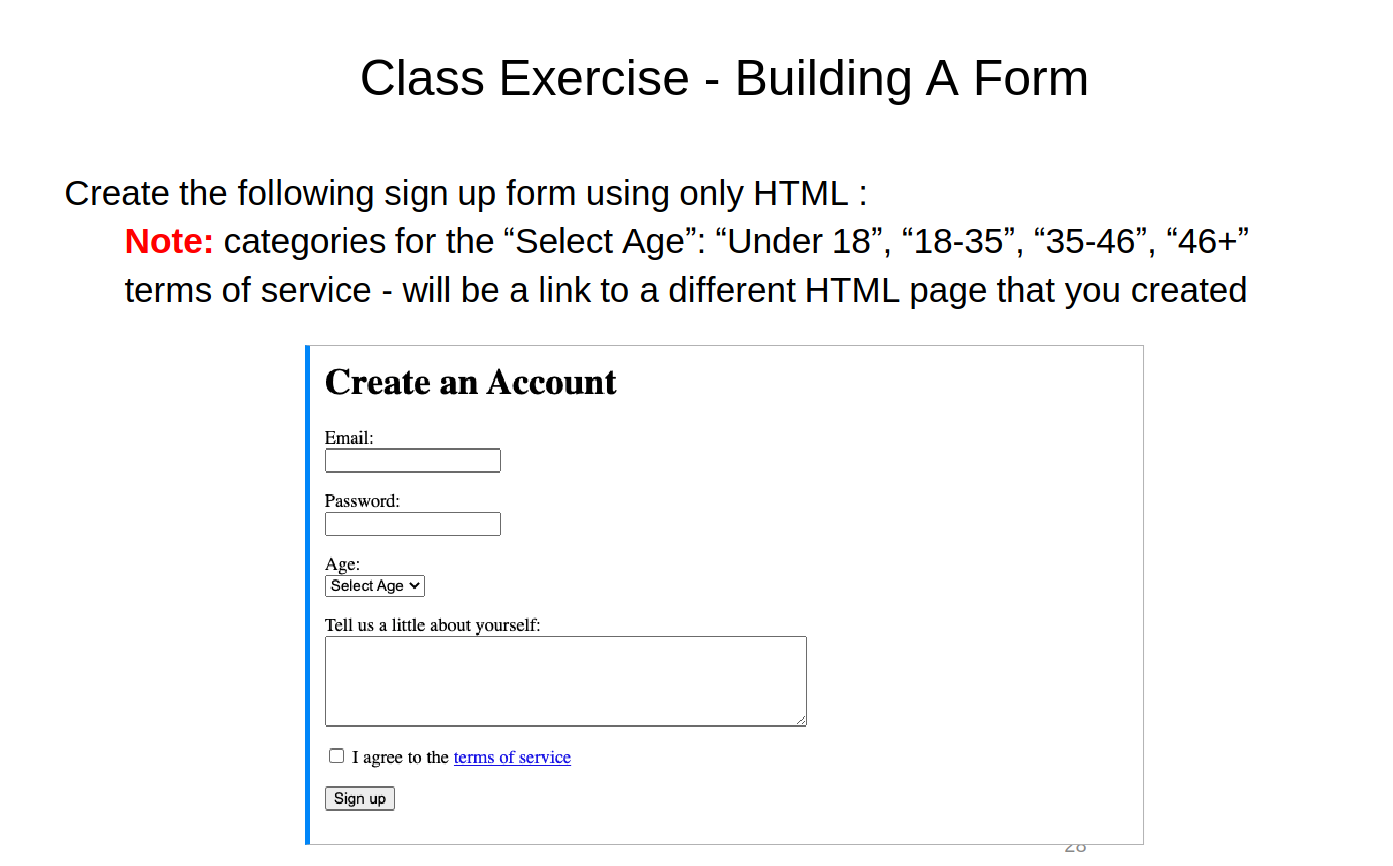 Class Exercise - Building A Form
Create the following sign up form using only HTML :
Note: categories for the “Select Age”: “Under 18”, “18-35”, “35-46”, “46+”
terms of service - will be a link to a different HTML page that you created
Create an Account
Email:
Password:
Age:
Select Age
Tell us a little about yourself:
I agree to the terms of service
Sign up
28